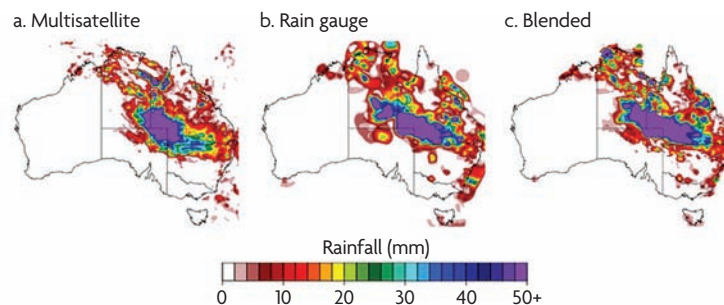 a. Multisatellite
b. Rain gauge
c. Blended
Rainfall (mm)
0 10 20 30 40 50+